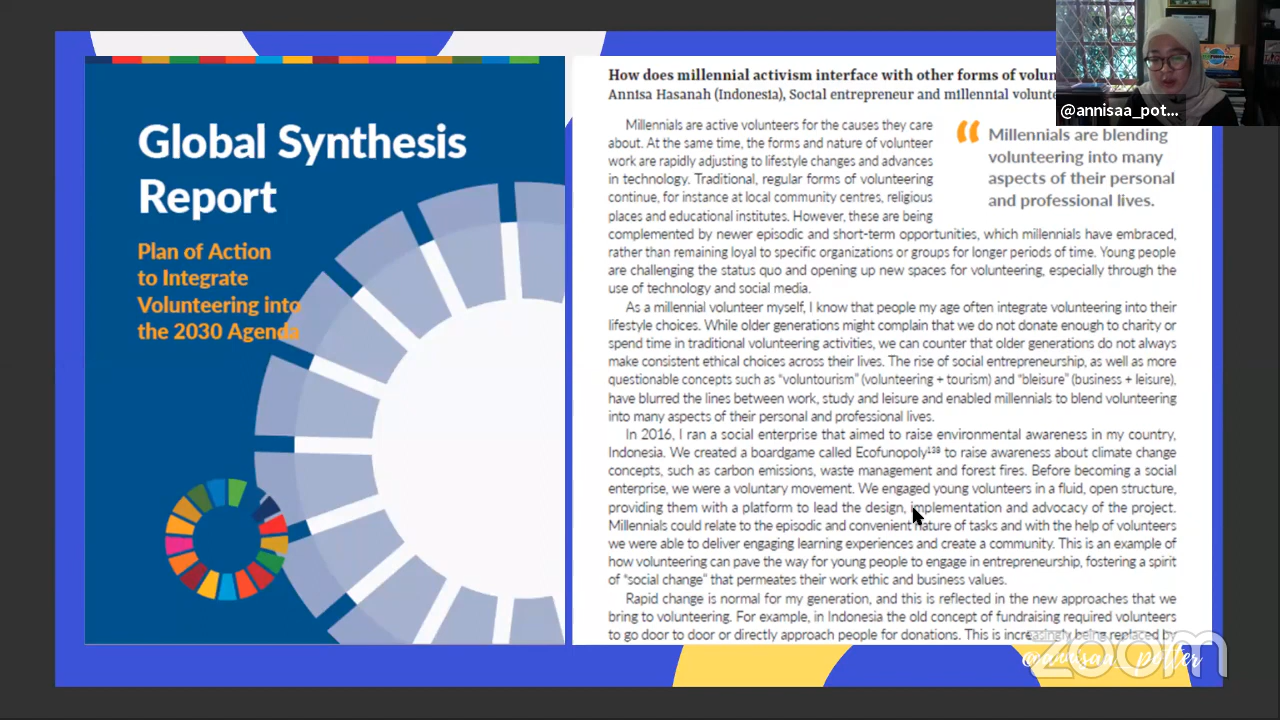 Global Synthesis
Report
Plan of Action
to Integrate
Volunteering into
the 2030 Agenda
How does millennial activism interface with other forms of
Annisa Hasanah (Indonesia), Social entrepreneur and millennial
Millennials are active volunteers for the causes they care
about. At the same time, the forms and nature of volunteer
work are rapidly adjusting to lifestyle changes and advances
in technology. Traditional, regular forms of volunteering
continue, for instance at local community centres, religious
places and educational institutes. However, these are being
complemented by newer episodic and short-term opportunities, which millennials have embraced,
rather than remaining loyal to specific organizations or groups for longer periods of time. Young people
are challenging the status quo and opening up new spaces for volunteering, especially through the
use of technology and social media.
“ Millennials are blending
volunteering into many
aspects of their personal
and professional lives.
As a millennial volunteer myself, I know that people my age often integrate volunteering into their
lifestyle choices. While older generations might complain that we do not donate enough to charity or
spend time in traditional volunteering activities, we can counter that older generations do not always
make consistent ethical choices across their lives. The rise of social entrepreneurship, as well as more
questionable concepts such as “voluntourism” (volunteering + tourism) and “bleisure” (business + leisure),
have blurred the lines between work, study and leisure and enabled millennials to blend volunteering
into many aspects of their personal and professional lives.
In 2016, I ran a social enterprise that aimed to raise environmental awareness in my country,
Indonesia. We created a boardgame called Ecofunopoly¹³⁸ to raise awareness about climate change
concepts, such as carbon emissions, waste management and forest fires. Before becoming a social
enterprise, we were a voluntary movement. We engaged young volunteers in a fluid, open structure,
providing them with a platform to lead the design, implementation and advocacy of the project.
Millennials could relate to the episodic and convenient nature of tasks and with the help of volunteers
we were able to deliver engaging learning experiences and create a community. This is an example of
how volunteering can pave the way for young people to engage in entrepreneurship, fostering a spirit
of “social change” that permeates their work ethic and business values.
Rapid change is normal for my generation, and this is reflected in the new approaches that we
bring to volunteering. For example, in Indonesia the old concept of fundraising required volunteers
to go door to door or directly approach people for donations. This is increasingly being replaced by
@annisaa_pot...
@annisaa_potter
zoom